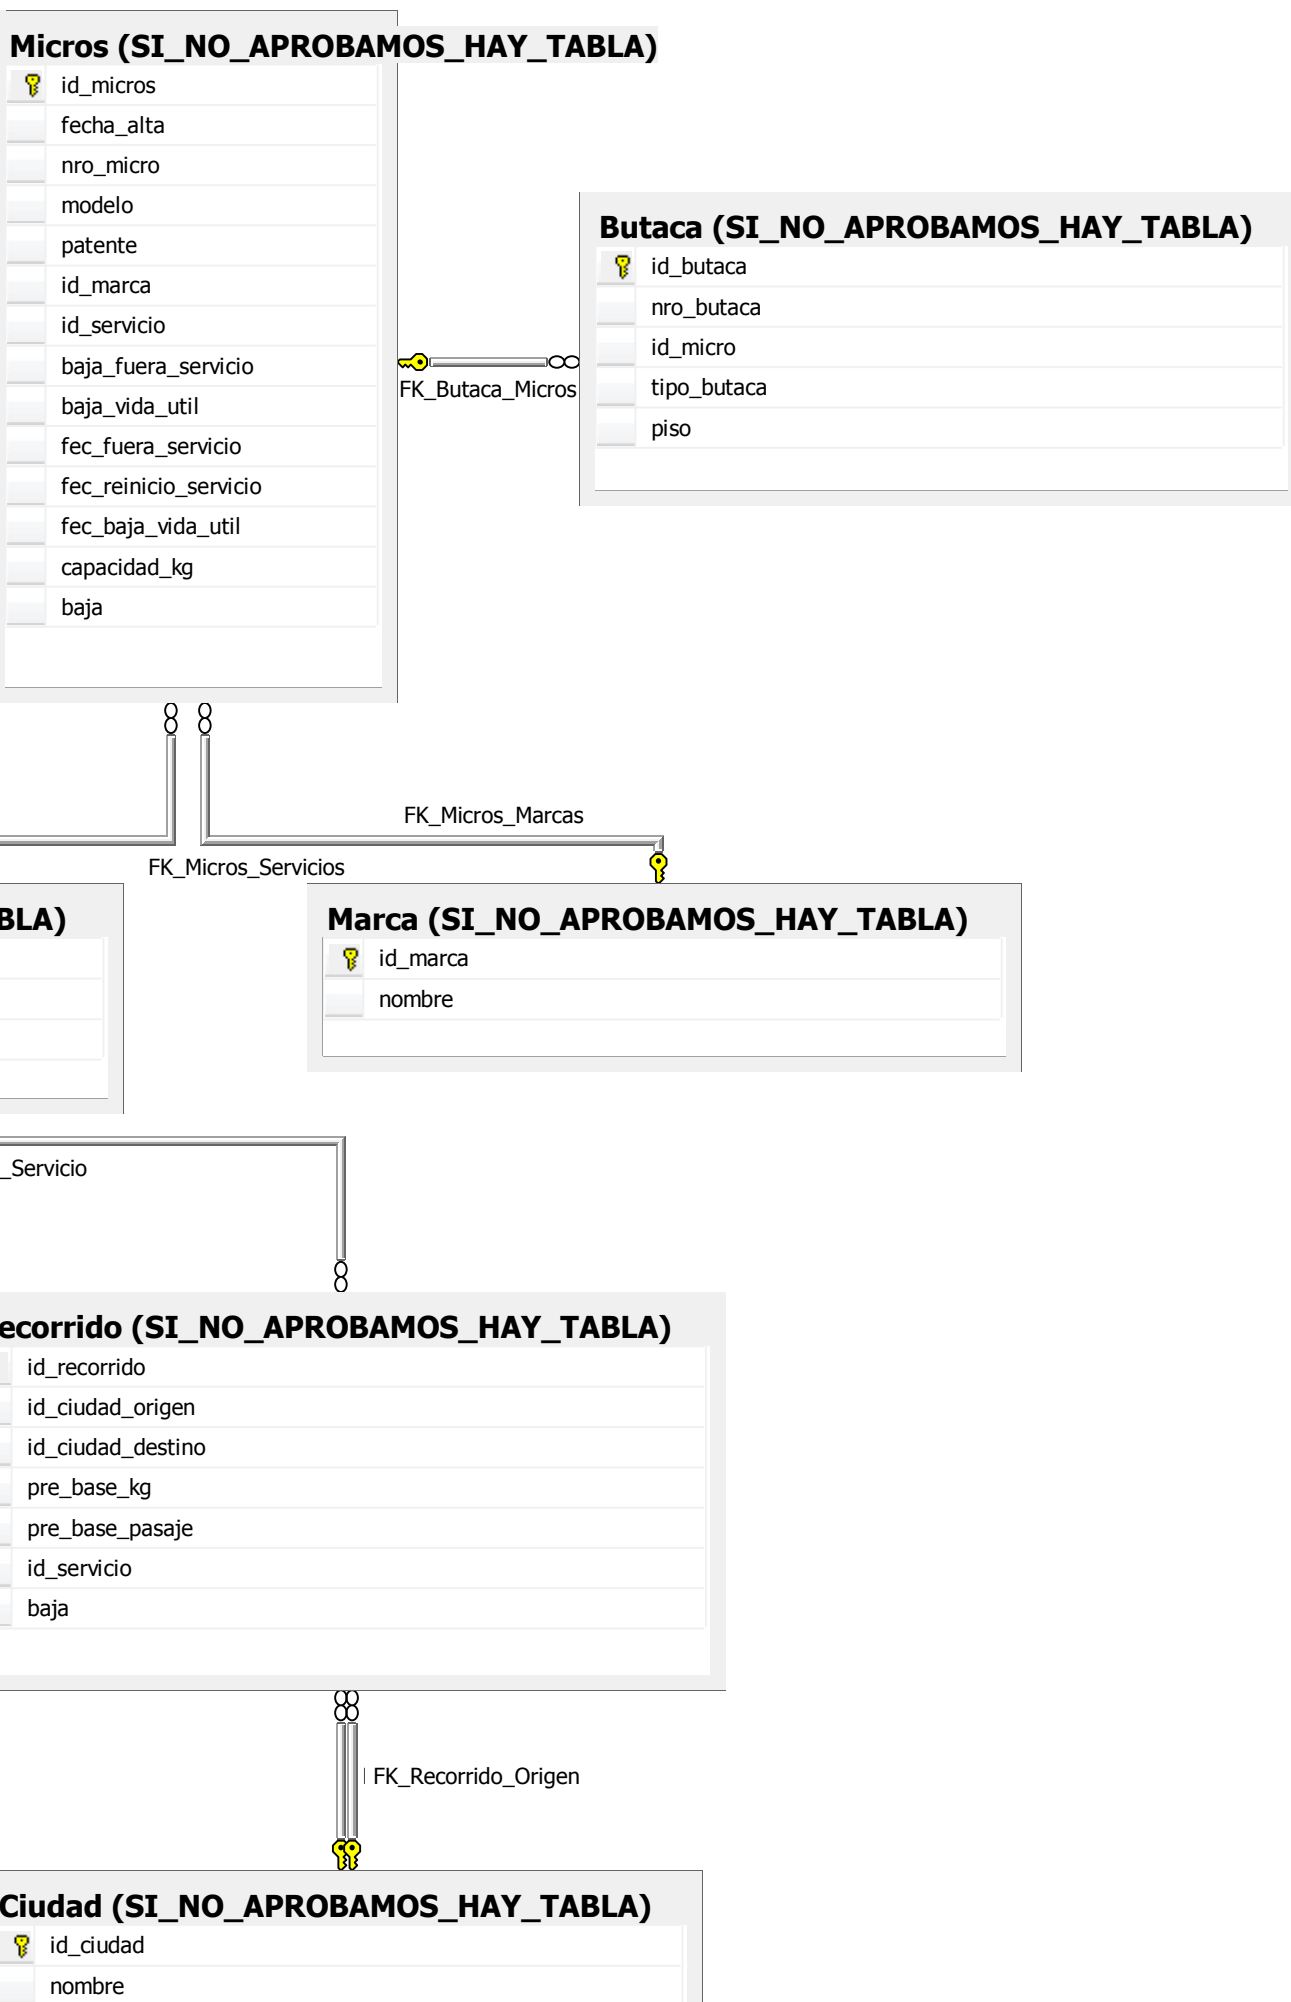 Micros (SI_NO_APROBAMOS_HAY_TABLA)
id_micros
fecha_alta
nro_micro
modelo
patente
id_marca
id_servicio
baja_fuera_servicio
baja_vida_util
fec_fuera_servicio
fec_reinicio_servicio
fec_baja_vida_util
capacidad_kg
baja
Butaca (SI_NO_APROBAMOS_HAY_TABLA)
id_butaca
nro_butaca
id_micro
tipo_butaca
piso
FK_Butaca_Micros
FK_Micros_Marcas
FK_Micros_Servicios
BLA)
Marca (SI_NO_APROBAMOS_HAY_TABLA)
id_marca
nombre
_Servicio
ecorrido (SI_NO_APROBAMOS_HAY_TABLA)
id_recorrido
id_ciudad_origen
id_ciudad_destino
pre_base_kg
pre_base_pasaje
id_servicio
baja
FK_Recorrido_Origen
Ciudad (SI_NO_APROBAMOS_HAY_TABLA)
id_ciudad
nombre